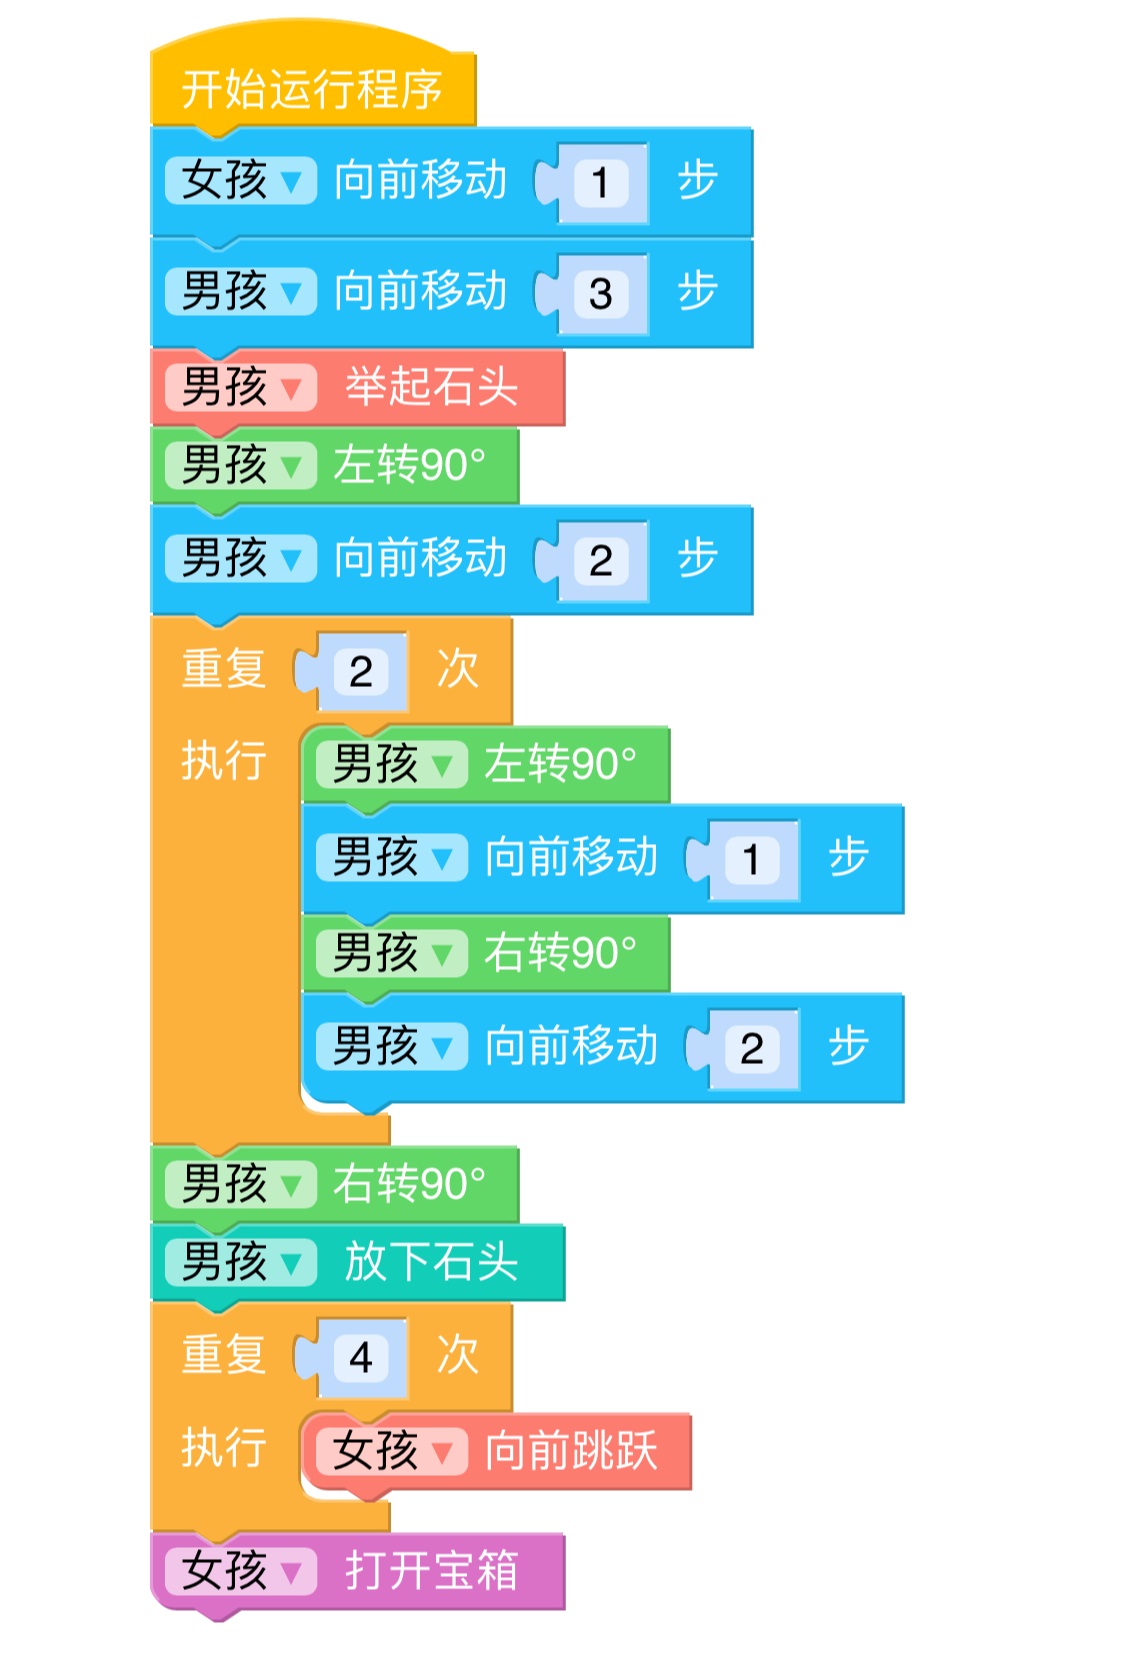 开始运行程序
女孩▼ 向前移动 1 步
男孩▼ 向前移动 3 步
男孩▼ 举起石头
男孩▼ 左转90°
男孩▼ 向前移动 2 步
重复 2 次
执行 男孩▼ 左转90°
男孩▼ 向前移动 1 步
男孩▼ 右转90°
男孩▼ 向前移动 2 步
男孩▼ 右转90°
男孩▼ 放下石头
重复 4 次
执行 女孩▼ 向前跳跃
女孩▼ 打开宝箱